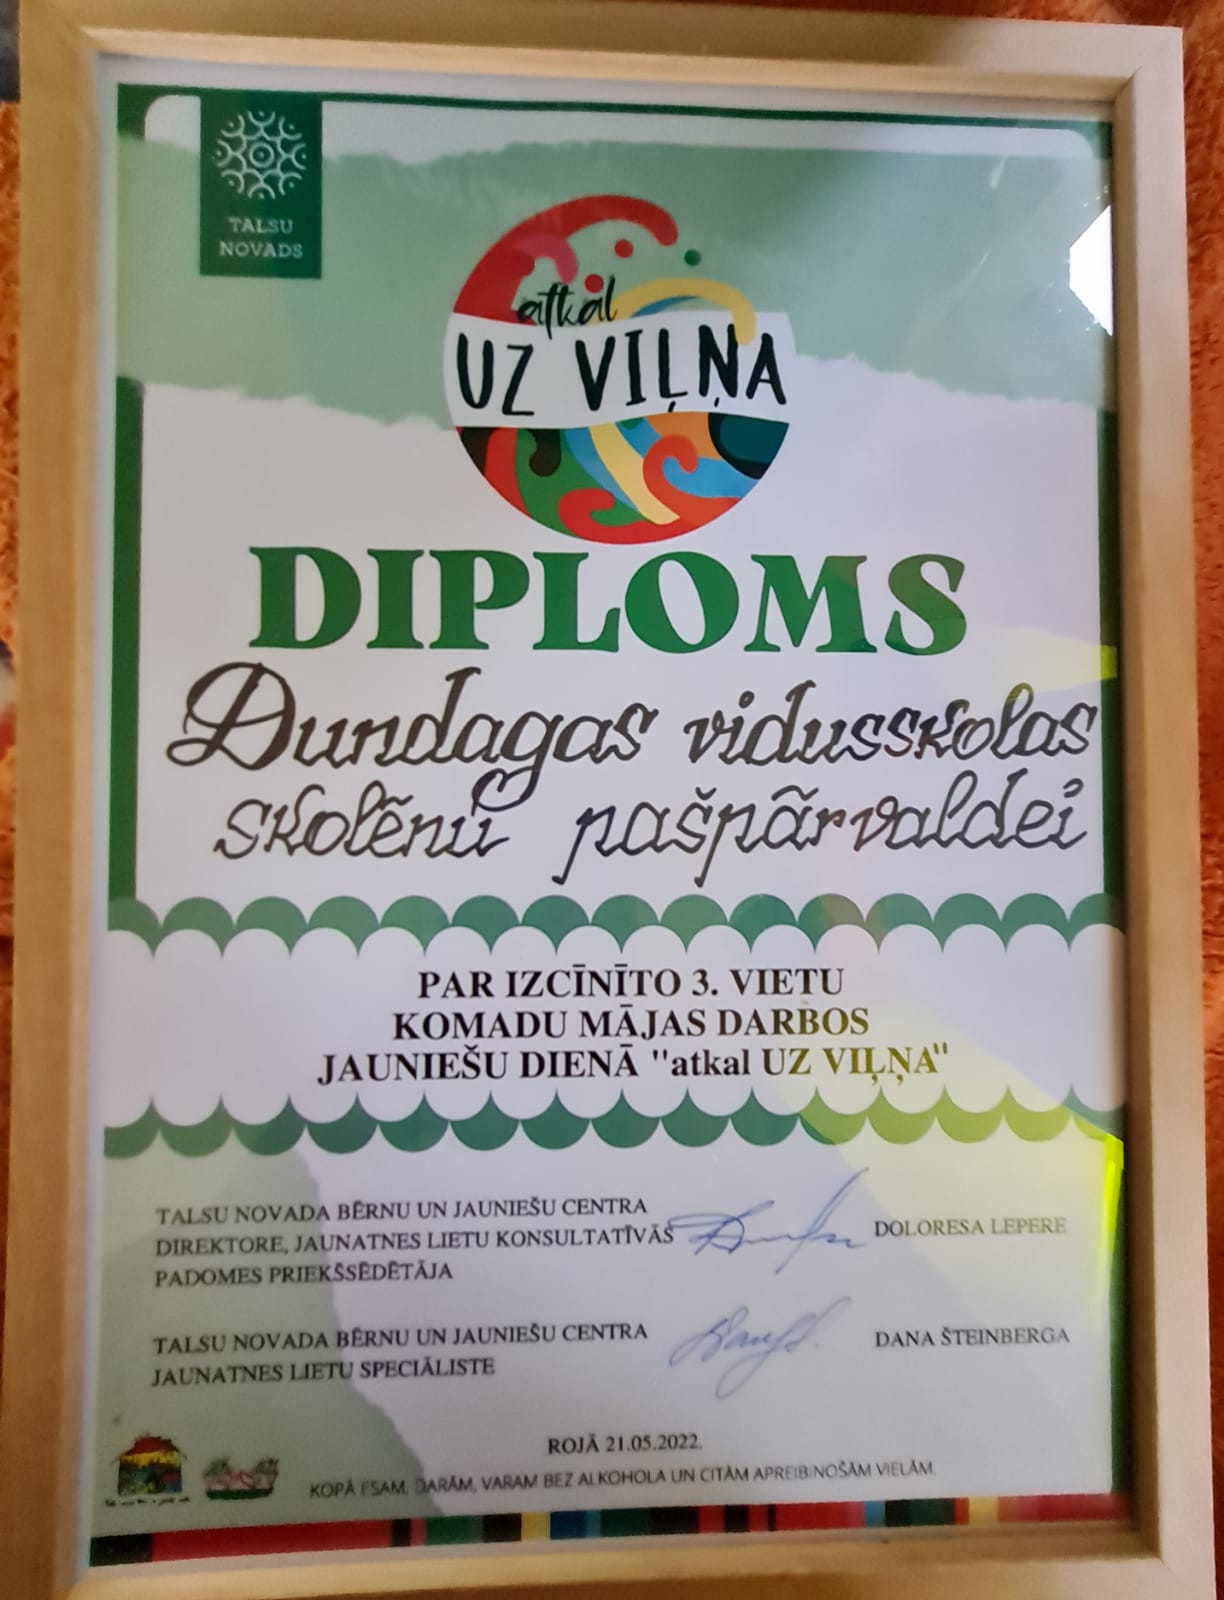 TALSU
NOVADS
atkal
UZ VIĻŅA
DIPLOMS
Dundagas vidusskolas
skolēnu pašpārvaldei
PAR IZCĪNĪTO 3. VIETU
KOMADU MĀJAS DARBOS
JAUNIEŠU DIENĀ "atkal UZ VIĻŅA"
TALSU NOVADA BĒRNU UN JAUNIEŠU CENTRA
DIREKTORE, JAUNATNES LIETU KONSULTATĪVĀS
PADOMES PRIEKŠSĒDĒTĀJA
DOLORESA LEPERE
TALSU NOVADA BĒRNU UN JAUNIEŠU CENTRA
JAUNATNES LIETU SPECIĀLISTE
DANA ŠTEINBERGA
ROJĀ 21.05.2022.
KOPĀ ESAM, DARĀM, VARAM BEZ ALKOHOLA UN CITĀM APREIBINOŠĀM VIELĀM.